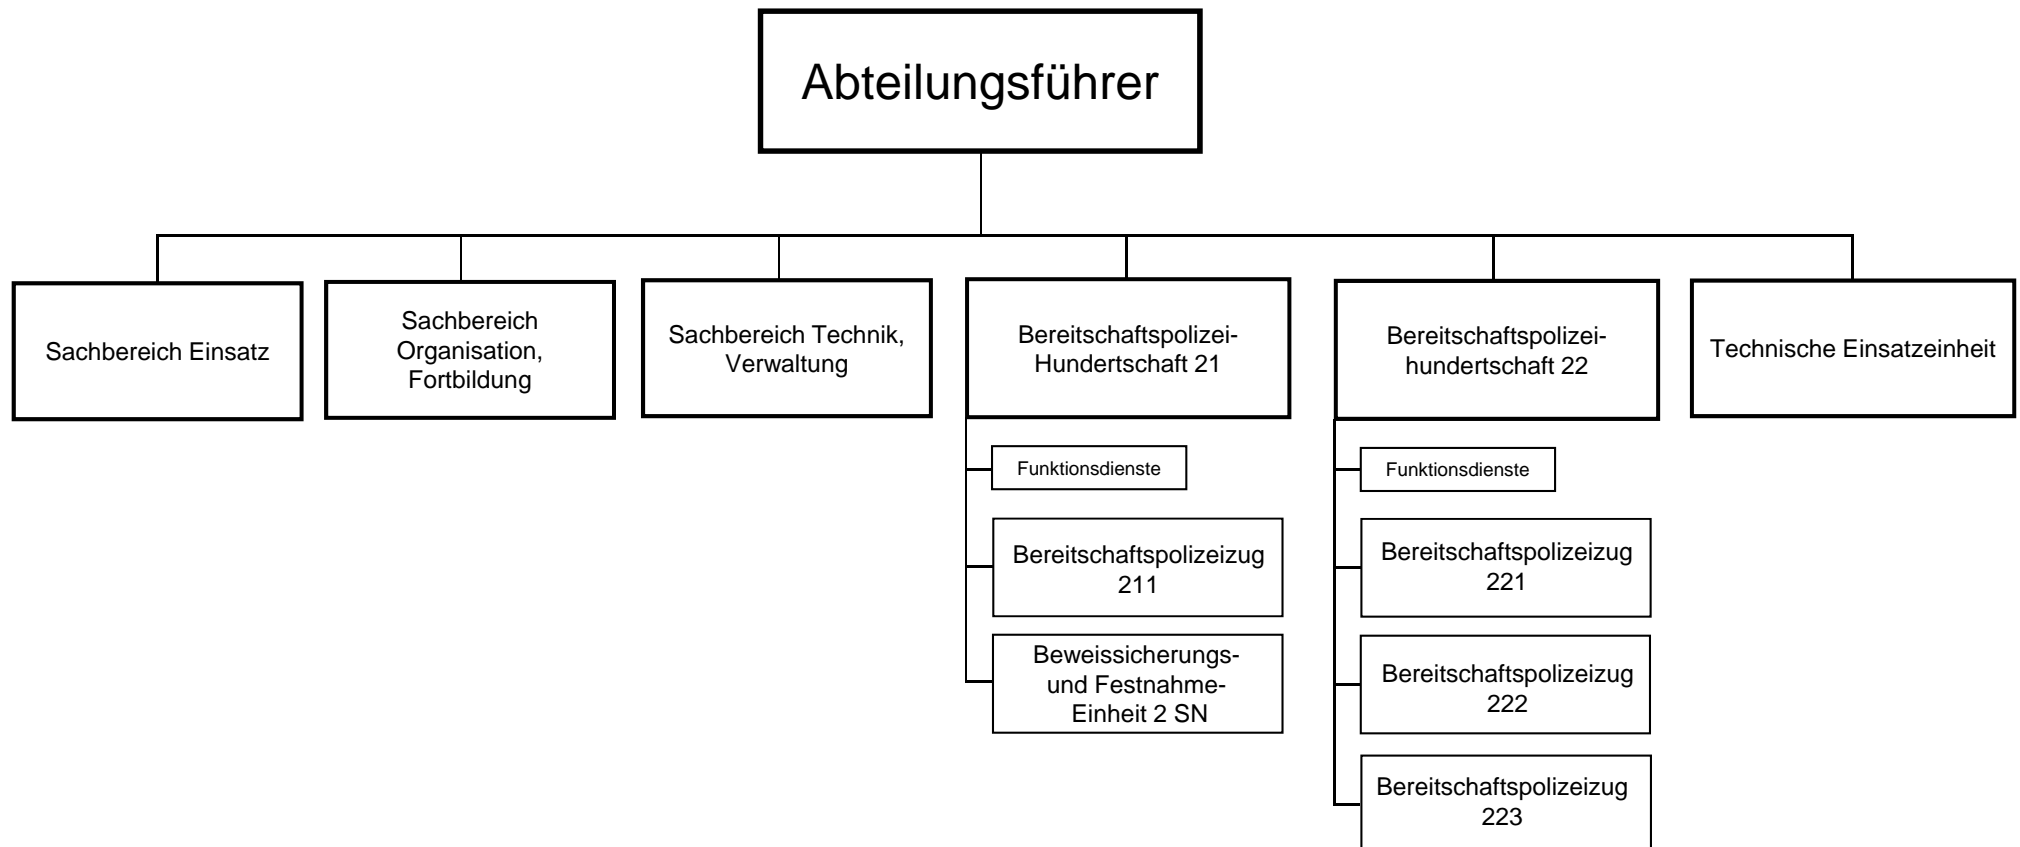 Abteilungsführer
Sachbereich Einsatz
Sachbereich
Organisation,
Fortbildung
Sachbereich Technik,
Verwaltung
Bereitschaftspolizei-
Hundertschaft 21
Bereitschaftspolizei-
hundertschaft 22
Technische Einsatzeinheit
Funktionsdienste
Bereitschaftspolizeizug
211
Beweissicherungs-
und Festnahme-
Einheit 2 SN
Funktionsdienste
Bereitschaftspolizeizug
221
Bereitschaftspolizeizug
222
Bereitschaftspolizeizug
223